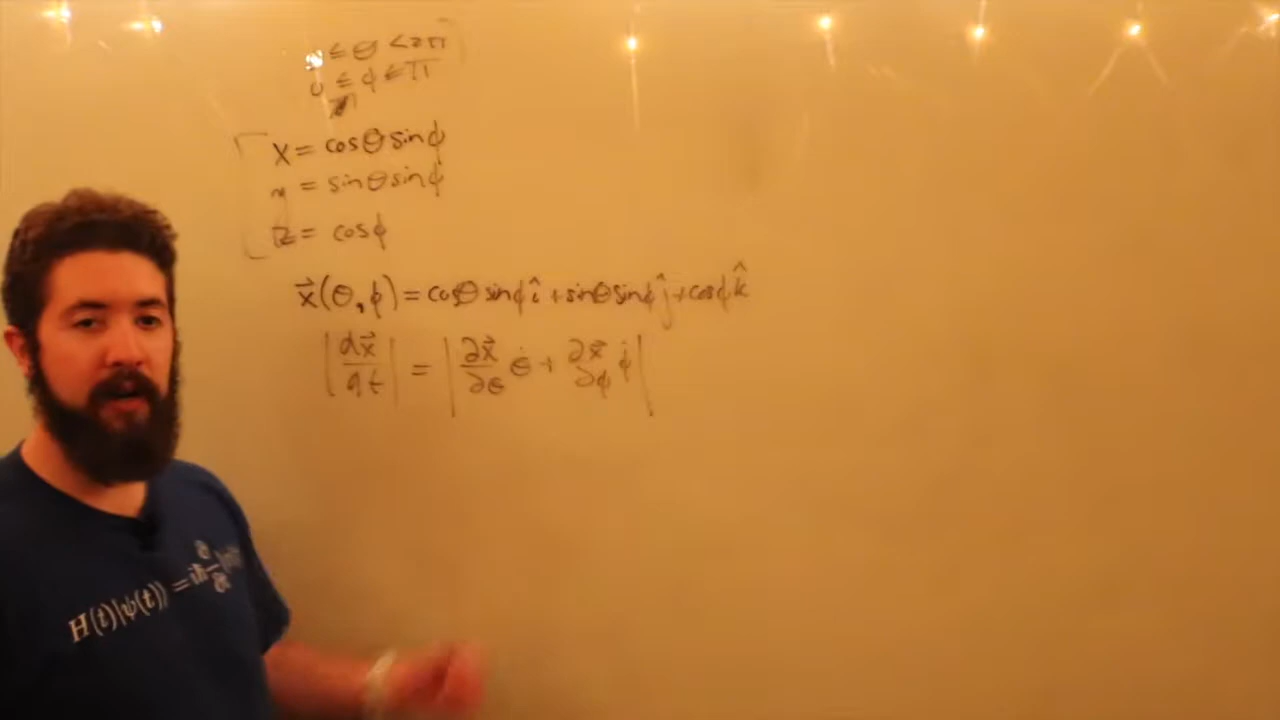 0 ≤ θ < 2π
0 ≤ ϕ ≤ π
x = cosθ sinϕ
y = sinθ sinϕ
z = cosϕ
x⃗(θ,ϕ) = cosθ sinϕ î + sinθ sinϕ ĵ + cosϕ k̂
|dx⃗/dt| = |∂x⃗/∂θ θ̇ + ∂x⃗/∂ϕ ϕ̇|
H(t)|ψ(t)⟩ = iℏ ∂/∂t